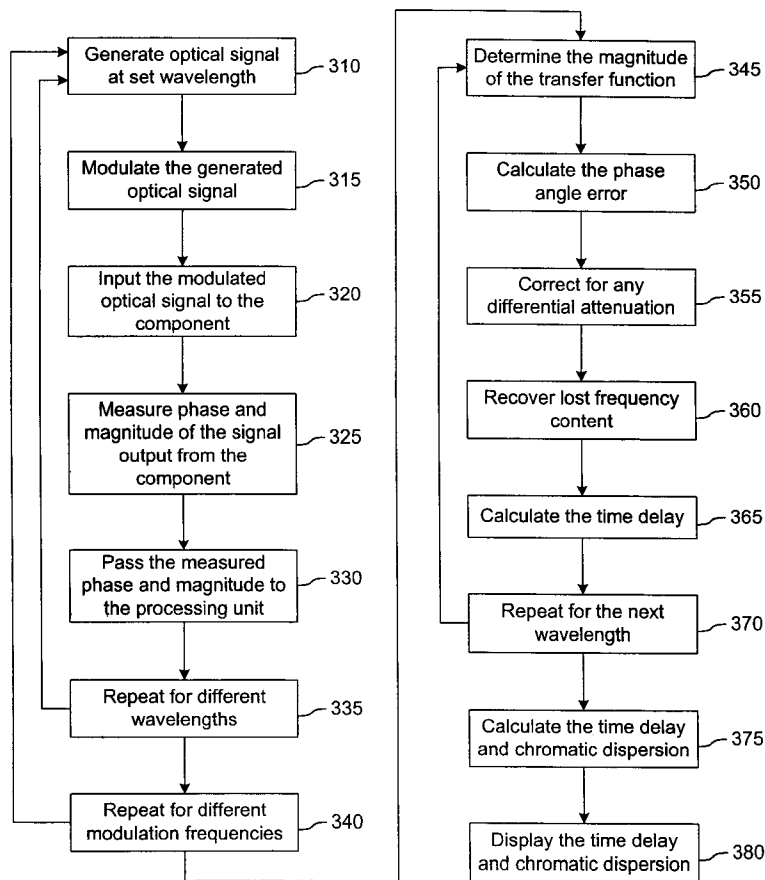 Generate optical signal
at set wavelength
310
Modulate the generated
optical signal
315
Input the modulated
optical signal to the
component
320
Measure phase and
magnitude of the signal
output from the
component
325
Pass the measured
phase and magnitude to
the processing unit
330
Repeat for different
wavelengths
335
Repeat for different
modulation frequencies
340
Determine the magnitude
of the transfer function
345
Calculate the phase
angle error
350
Correct for any
differential attenuation
355
Recover lost frequency
content
360
Calculate the time delay
365
Repeat for the next
wavelength
370
Calculate the time delay
and chromatic dispersion
375
Display the time delay
and chromatic dispersion
380